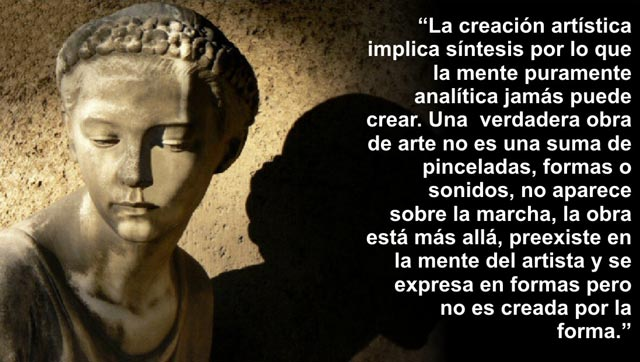 “La creación artística
implica síntesis por lo que
la mente puramente
analítica jamás puede
crear. Una verdadera obra
de arte no es una suma de
pinceladas, formas o
sonidos, no aparece
sobre la marcha, la obra
está más allá, preexiste en
la mente del artista y se
expresa en formas pero
no es creada por la
forma.”